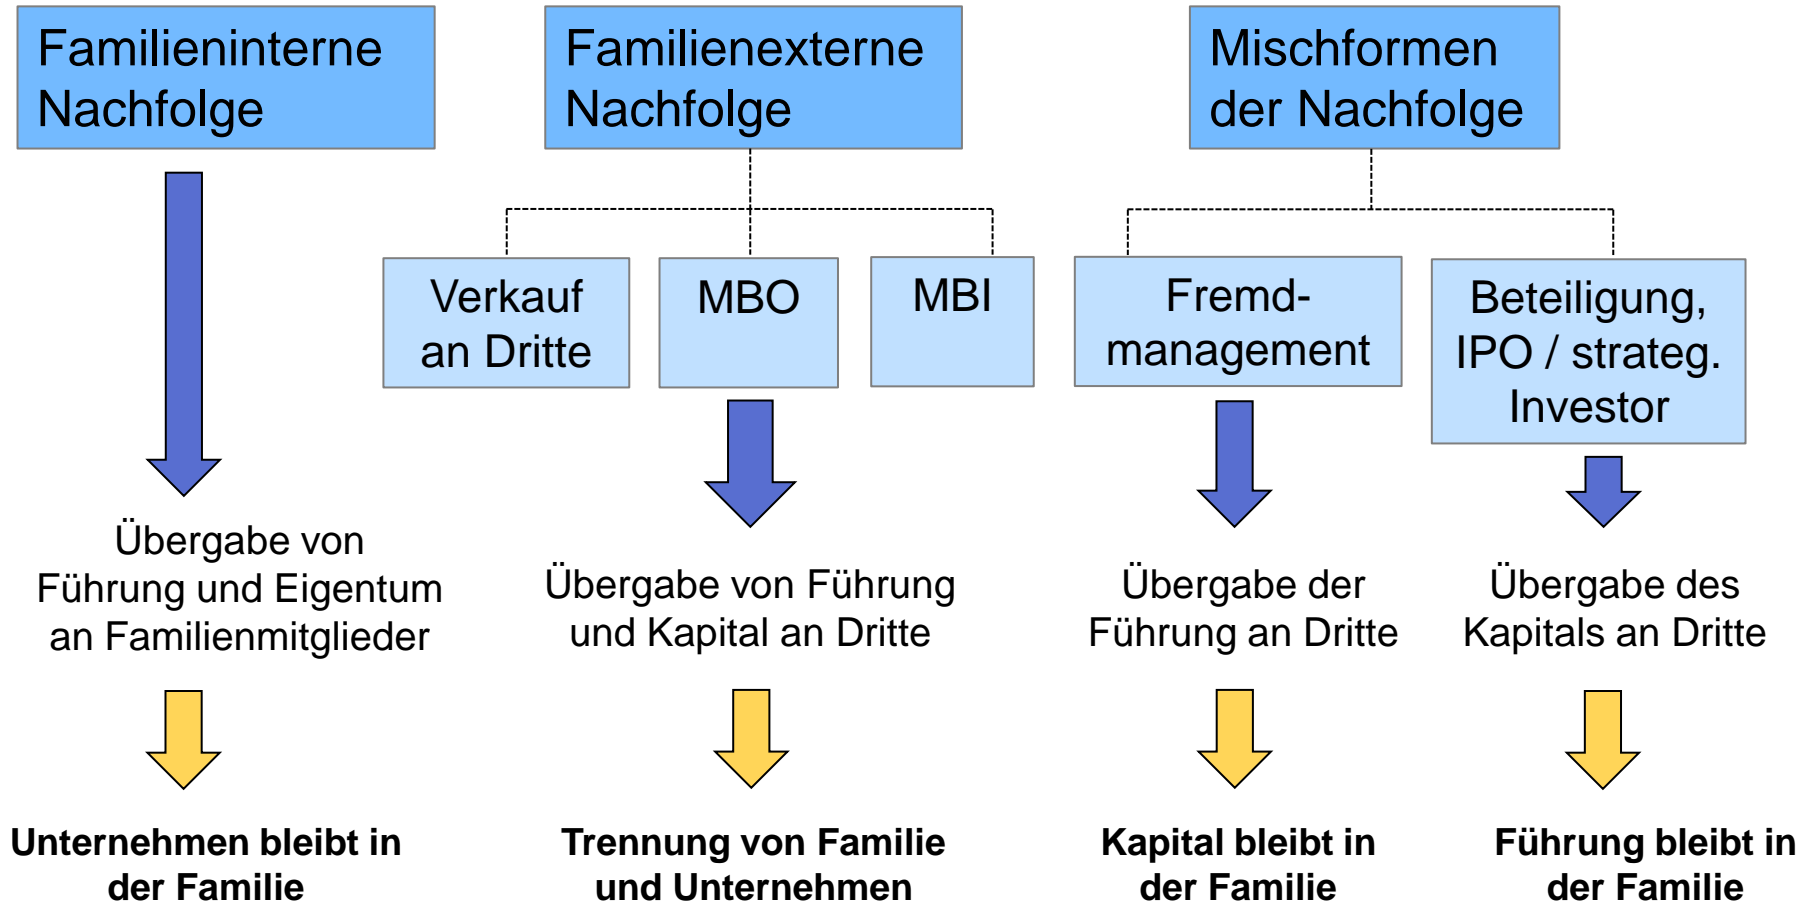 Familieninterne
Nachfolge
Familienexterne
Nachfolge
Mischformen
der Nachfolge
Verkauf
an Dritte
MBO
MBI
Fremd-
management
Beteiligung,
IPO / strateg.
Investor
Übergabe von
Führung und Eigentum
an Familienmitglieder
Übergabe von Führung
und Kapital an Dritte
Übergabe der
Führung an Dritte
Übergabe des
Kapitals an Dritte
Unternehmen bleibt in
der Familie
Trennung von Familie
und Unternehmen
Kapital bleibt in
der Familie
Führung bleibt in
der Familie